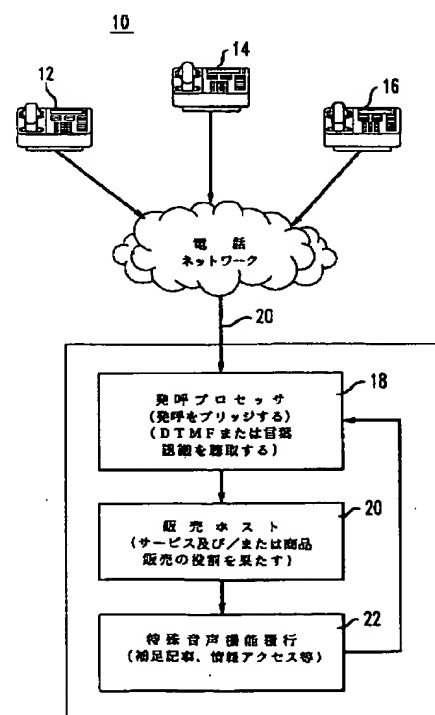 10
14
12
16
電話
ネットワーク
20
18
発呼プロセッサ
(発呼をブリッジする)
(DTMFまたは言葉
認識を聴取する)
20
販売ホスト
(サービス及び/または商品
販売の役割を果たす)
22
特殊音声機能履行
(補足記事、情報アクセス等)